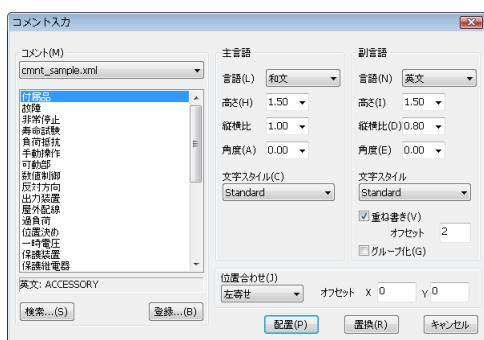 コメント入力
コメント(M)
cmnt_sample.xml
付属品
故障
非常停止
寿命試験
負荷抵抗
手動操作
可動部
数値制御
反対方向
出力装置
屋外配線
過負荷
位置決め
一時電圧
保護装置
保護継電器
英文: ACCESSORY
検索...(S)
登録...(B)
主言語
言語(L) 和文
高さ(H) 1.50
縦横比 1.00
角度(A) 0.00
文字スタイル(C)
Standard
副言語
言語(N) 英文
高さ(I) 1.50
縦横比(D) 0.80
角度(E) 0.00
文字スタイル
Standard
重ね書き(V)
オフセット 2
グループ化(G)
位置合わせ(J)
左寄せ オフセット X 0 Y 0
配置(P) 置換(R) キャンセル